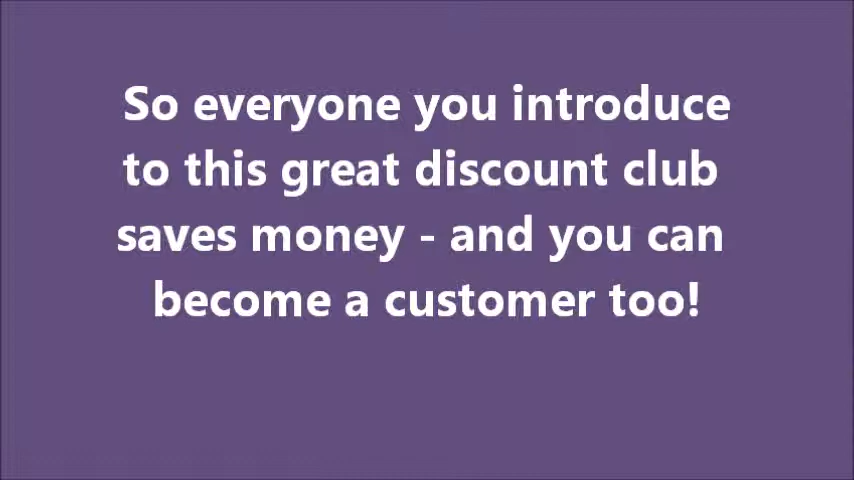 So everyone you introduce
to this great discount club
saves money - and you can
become a customer too!